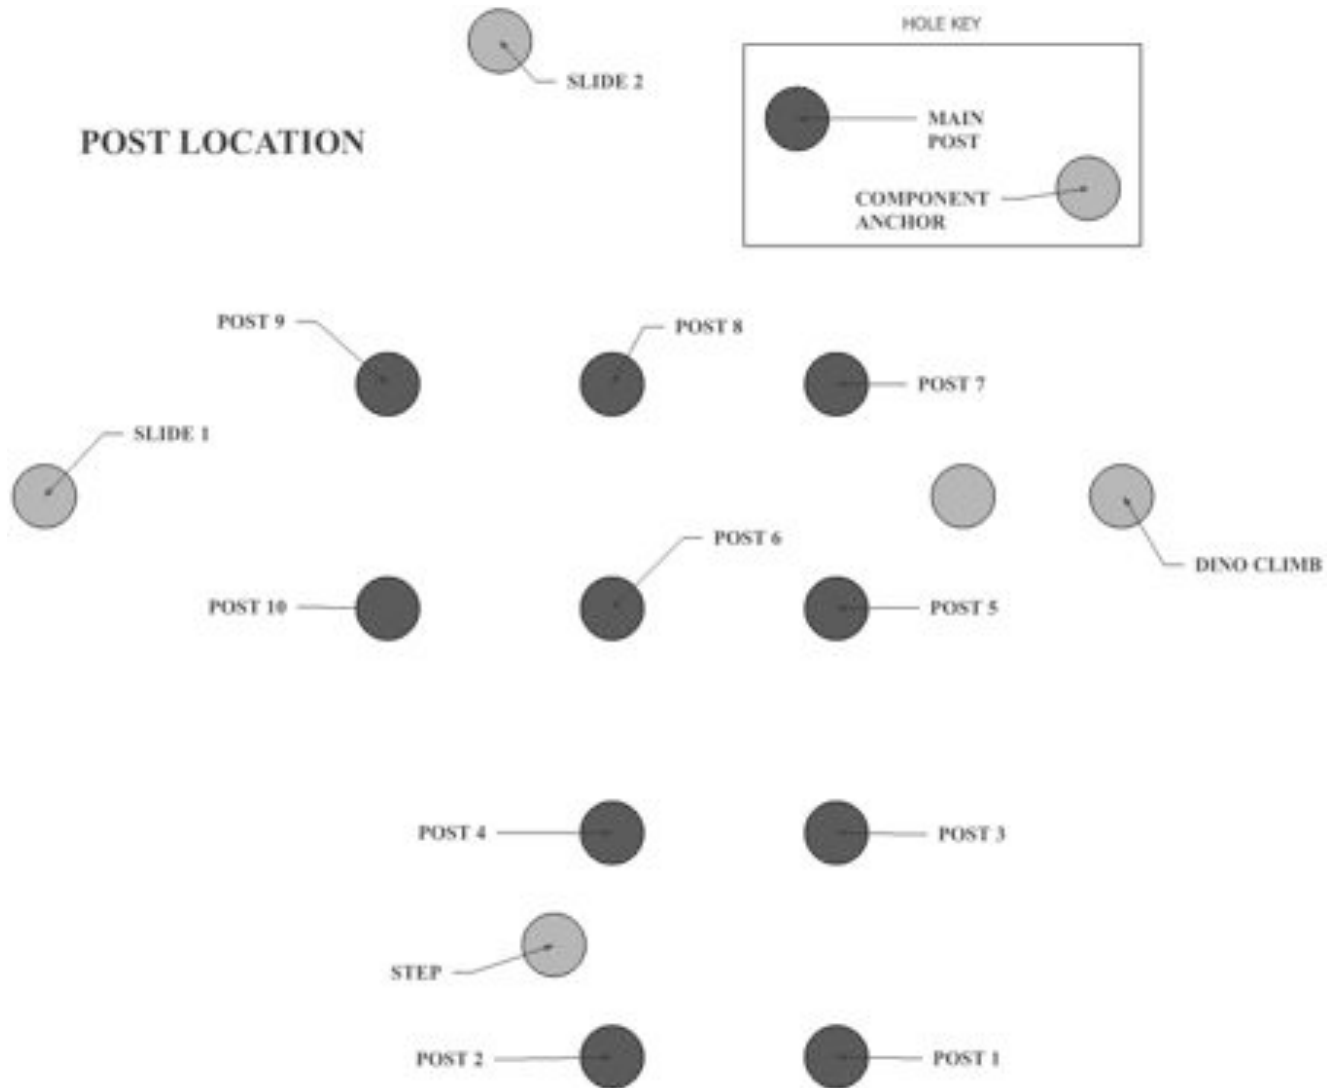 HOLE KEY
SLIDE 2
MAIN
POST
POST LOCATION
COMPONENT
ANCHOR
POST 9
POST 8
POST 7
SLIDE 1
POST 6
DINO CLIMB
POST 10
POST 5
POST 4
POST 3
STEP
POST 2
POST 1